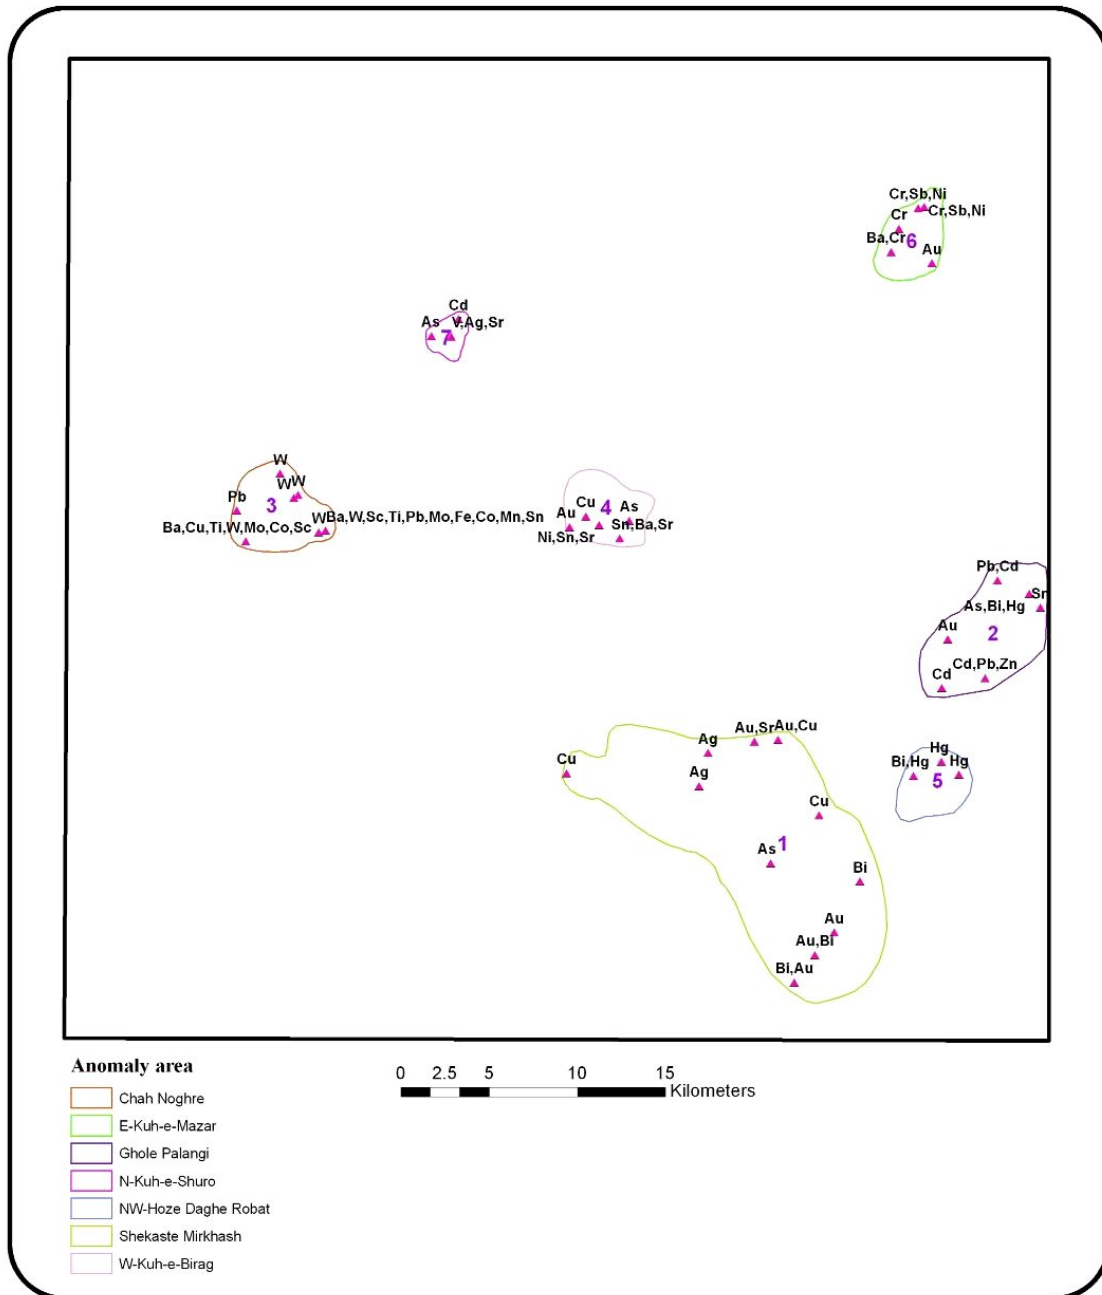 Cr,Sb,Ni
Cr,Sb,Ni
Cr
Ba,Cr
6
Au
Cd
As
V,Ag,Sr
7
W
W
W
Pb
3
Ba,Cu,Ti,W,Mo,Co,Sc
W
Ba,W,Sc,Ti,Pb,Mo,Fe,Co,Mn,Sn
Cu
4
As
Au
Sn,Ba,Sr
Ni,Sn,Sr
Pb,Cd
Sn
As,Bi,Hg
Au
2
Cd,Pb,Zn
Cd
Au,Sr
Au,Cu
Ag
Cu
Ag
Hg
Bi,Hg
Hg
5
Cu
1
As
Bi
Au
Au,Bi
Bi,Au
Anomaly area
Chah Noghre
E-Kuh-e-Mazar
Ghole Palangi
N-Kuh-e-Shuro
NW-Hoze Daghe Robat
Shekaste Mirkhash
W-Kuh-e-Birag
0 2.5 5 10 15
Kilometers